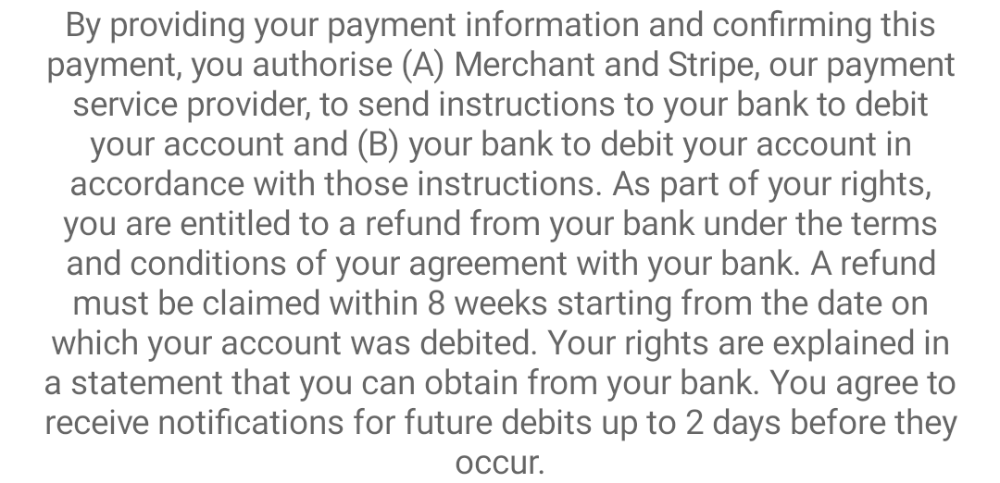 By providing your payment information and confirming this
payment, you authorise (A) Merchant and Stripe, our payment
service provider, to send instructions to your bank to debit
your account and (B) your bank to debit your account in
accordance with those instructions. As part of your rights,
you are entitled to a refund from your bank under the terms
and conditions of your agreement with your bank. A refund
must be claimed within 8 weeks starting from the date on
which your account was debited. Your rights are explained in
a statement that you can obtain from your bank. You agree to
receive notifications for future debits up to 2 days before they
occur.